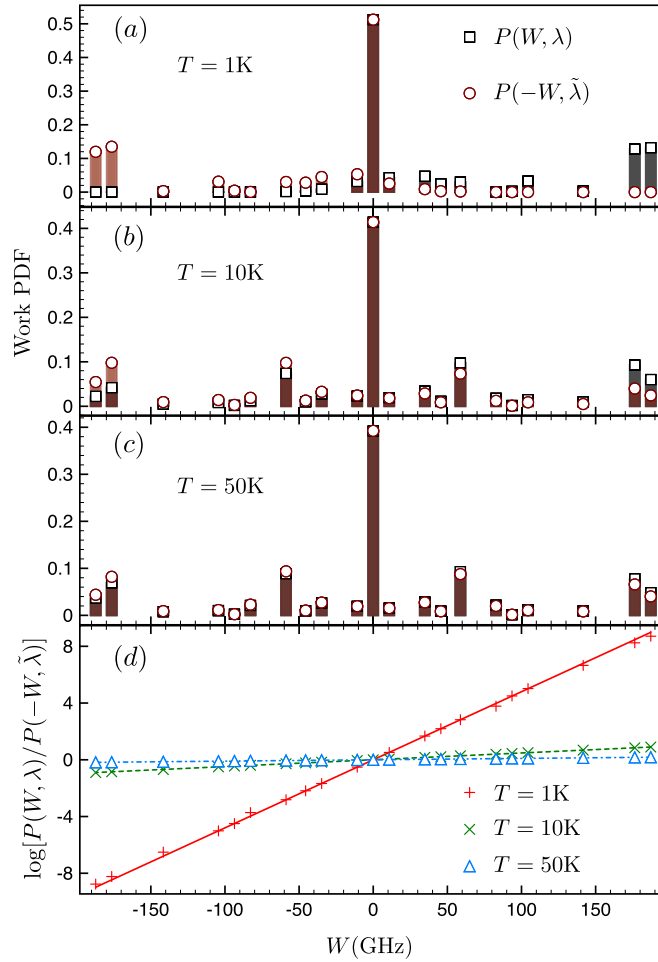 (a)
T = 1K
P(W, λ)
P(−W, λ̃)
0.5
0.4
0.3
0.2
0.1
0
(b)
T = 10K
0.4
0.3
0.2
0.1
0
Work PDF
(c)
T = 50K
0.4
0.3
0.2
0.1
0
(d)
log[P(W, λ)/P(−W, λ̃)]
8
4
0
-4
-8
T = 1K
T = 10K
T = 50K
-150 -100 -50 0 50 100 150
W(GHz)